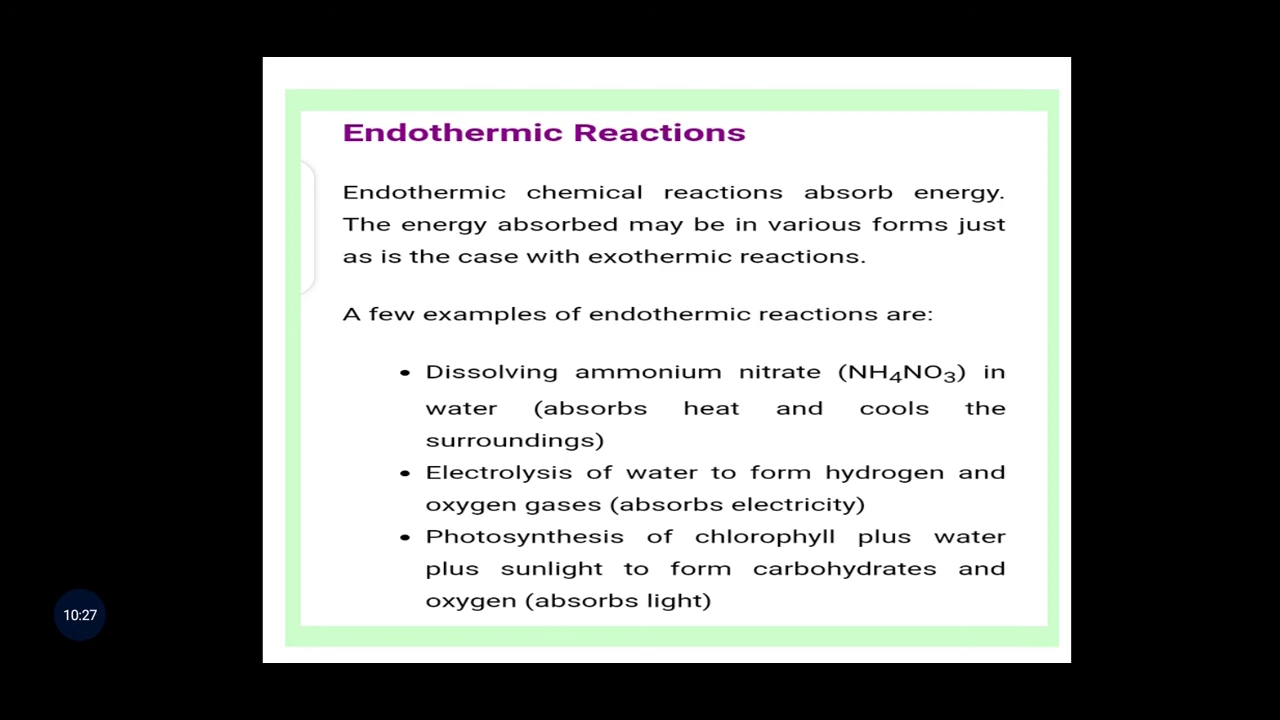 Endothermic Reactions
Endothermic chemical reactions absorb energy.
The energy absorbed may be in various forms just
as is the case with exothermic reactions.
A few examples of endothermic reactions are:
• Dissolving ammonium nitrate (NH₄NO₃) in
water (absorbs heat and cools the
surroundings)
• Electrolysis of water to form hydrogen and
oxygen gases (absorbs electricity)
• Photosynthesis of chlorophyll plus water
plus sunlight to form carbohydrates and
oxygen (absorbs light)
10:27